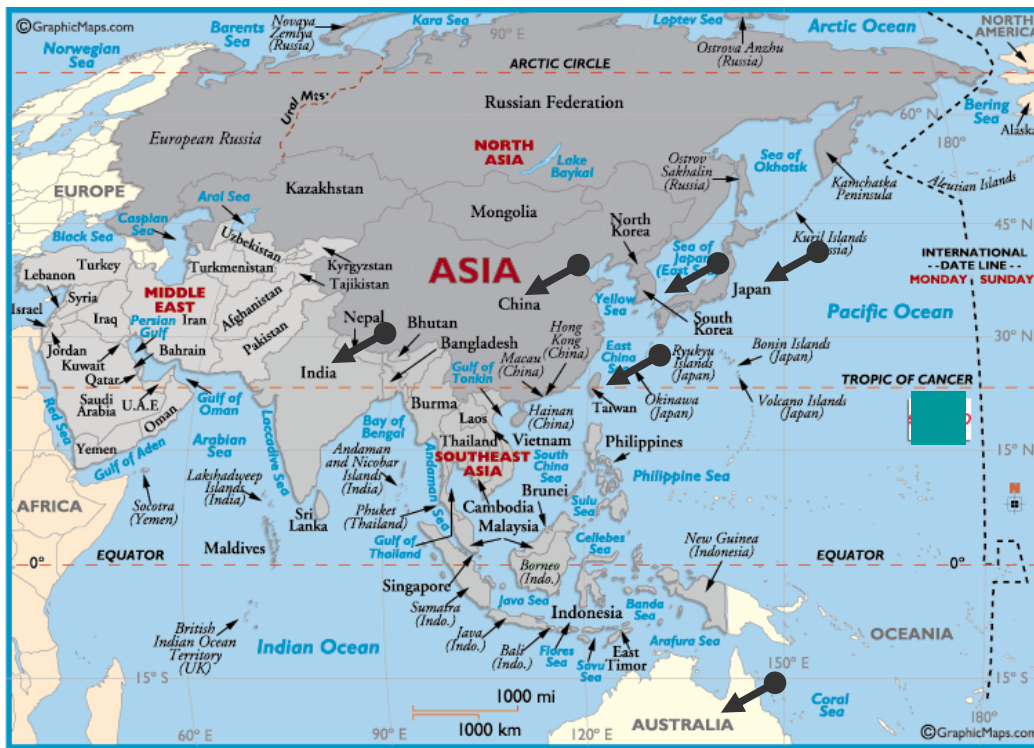 ©GraphicMaps.com
Norwegian
Sea
Barents
Sea
Novaya
Zemlya
(Russia)
Kara Sea
90° E
Laptev Sea
Ostrova Anzhu
(Russia)
Arctic Ocean
NORTH
AMERICA
ARCTIC CIRCLE
Ural Mts.
Russian Federation
European Russia
NORTH
ASIA
Lake
Baykal
Ostrov
Sakhalin
(Russia)
Sea of
Okhotsk
60° N
Bering
Sea
Alaska
180°
Kamchatka
Peninsula
Aleutian Islands
EUROPE
Aral Sea
Kazakhstan
Mongolia
North
Korea
45° N
Kuril Islands
Caspian
Sea
Black Sea
Uzbekistan
Turkmenistan
Kyrgyzstan
Tajikistan
ASIA
China
Sea of
Japan
Japan
INTERNATIONAL
--DATE LINE--
MONDAY
SUNDAY
Turkey
Lebanon
Syria
Israel
MIDDLE
EAST
Iraq
Iran
Afghanistan
Pakistan
Persian
Gulf
Nepal
Bhutan
Bangladesh
Yellow
Sea
South
Korea
Pacific Ocean
Hong
Kong
(China)
Macau
(China)
East
China
Sea
Ryukyu
Islands
(Japan)
Bonin Islands
(Japan)
30° N
Jordan
Kuwait
Qatar
Bahrain
India
Gulf of
Tonkin
TROPIC OF CANCER
Saudi
Arabia
U.A.E
Oman
Gulf of
Oman
Burma
Laos
Hainan
(China)
Taiwan
Okinawa
(Japan)
Volcano Islands
(Japan)
Red Sea
Yemen
Gulf of Aden
Arabian
Sea
Laccadive Sea
Bay of
Bengal
Thailand
Vietnam
SOUTHEAST
ASIA
South
China
Sea
Philippines
Philippine Sea
15° N
AFRICA
Socotra
(Yemen)
Lakshadweep
Islands
(India)
Andaman
and Nicobar
Islands
(India)
Andaman Sea
Sri
Lanka
Phuket
(Thailand)
Cambodia
Brunei
Sulu
Sea
N
Maldives
Gulf of
Thailand
Malaysia
Cellebes
Sea
New Guinea
(Indonesia)
0°
EQUATOR
Borneo
(Indo.)
EQUATOR
0°
Singapore
Sumatra
(Indo.)
Java Sea
Indonesia
Banda
Sea
British
Indian Ocean
Territory
(UK)
Indian Ocean
Java
(Indo.)
Bali
(Indo.)
Flores
Sea
Savu
Sea
East
Timor
Arafura Sea
OCEANIA
15° S
1000 mi
1000 km
150° E
15° S
AUSTRALIA
Coral
Sea
60° E
90° E
120° E
180°
©GraphicMaps.com